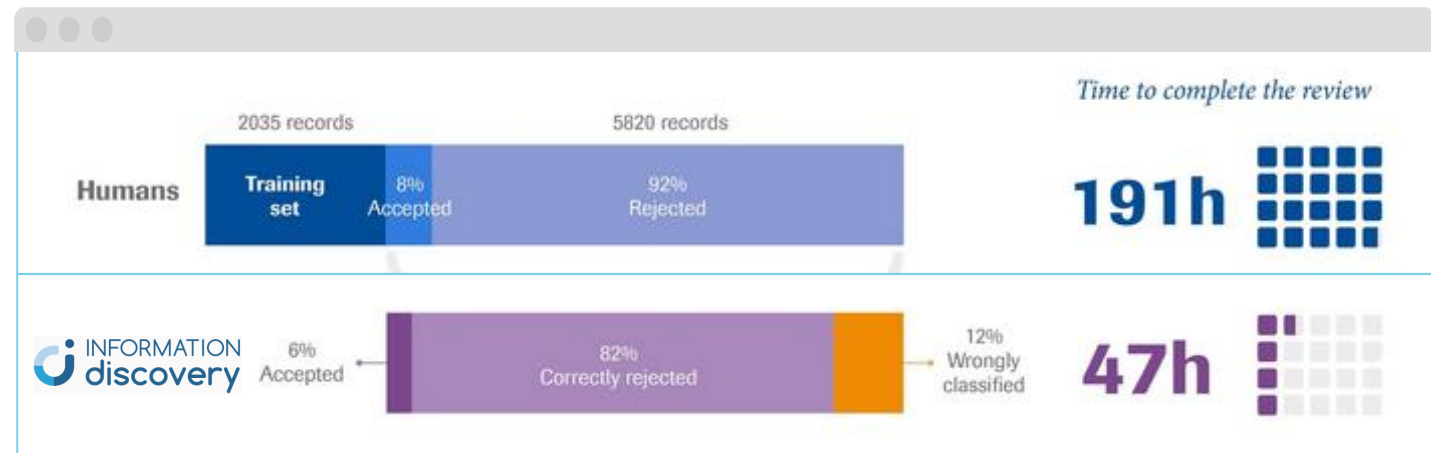 Time to complete the review
2035 records
5820 records
Humans
Training
set
8%
Accepted
92%
Rejected
191h
INFORMATION
discovery
6%
Accepted
82%
Correctly rejected
12%
Wrongly
classified
47h